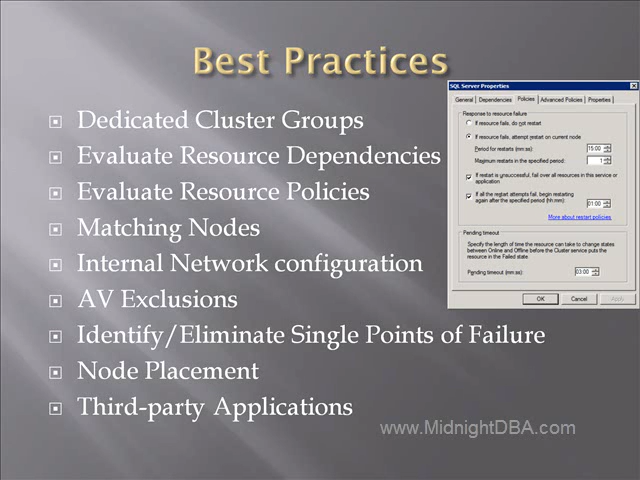 Best Practices
Dedicated Cluster Groups
Evaluate Resource Dependencies
Evaluate Resource Policies
Matching Nodes
Internal Network configuration
AV Exclusions
Identify/Eliminate Single Points of Failure
Node Placement
Third-party Applications
SQL Server Properties
General Dependencies Policies Advanced Policies Properties
Response to resource failure
If resource fails, do not restart
If resource fails, attempt restart on current node
Period for restarts (mm:ss): 15:00
Maximum restarts in the specified period: 1
If restart is unsuccessful, fail over all resources in this service or
application
If all the restart attempts fail, begin restarting
again after the specified period (hh:mm): 01:00
More about restart policies
Pending timeout
Specify the length of time the resource can take to change states
between Online and Offline before the Cluster service puts the
resource in the Failed state
Pending timeout (mm:ss): 03:00
OK Cancel Apply
www.MidnightDBA.com